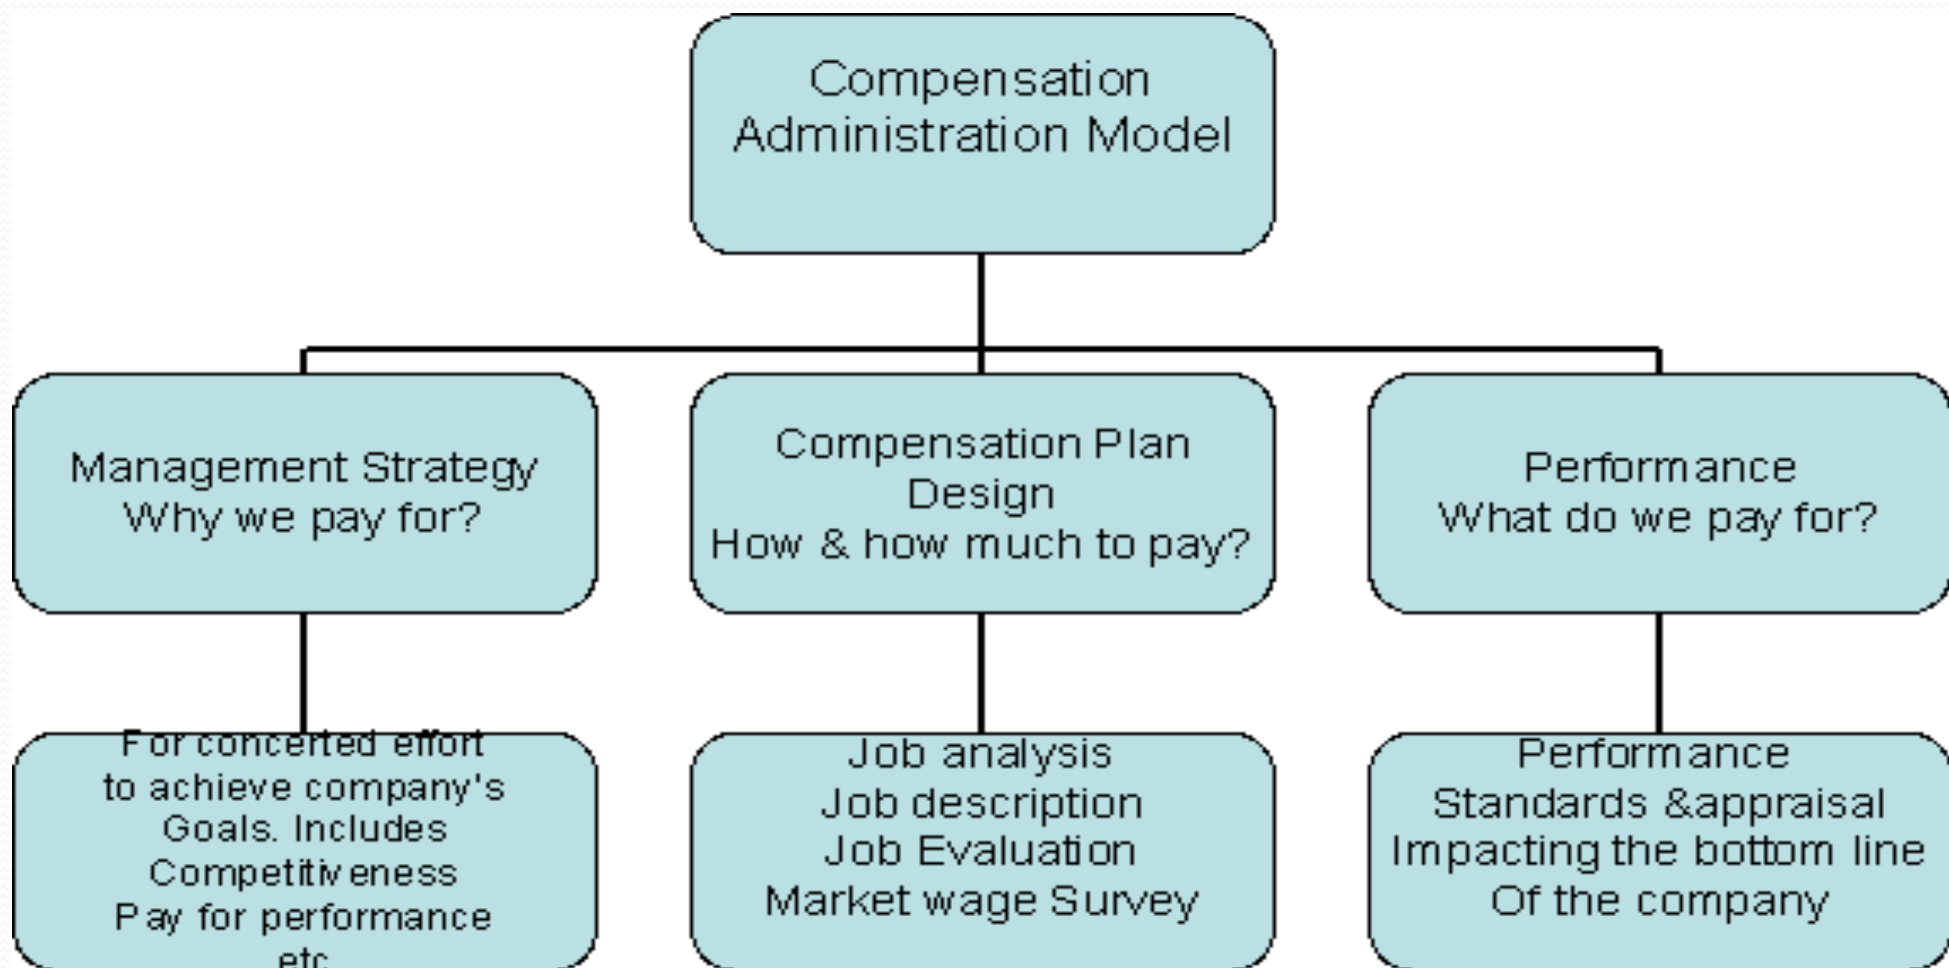 Compensation
Administration Model
Management Strategy
Why we pay for?
Compensation Plan
Design
How & how much to pay?
Performance
What do we pay for?
For concerted effort
to achieve company's
Goals. Includes
Competitiveness
Pay for performance
etc
Job analysis
Job description
Job Evaluation
Market wage Survey
Performance
Standards &appraisal
Impacting the bottom line
Of the company